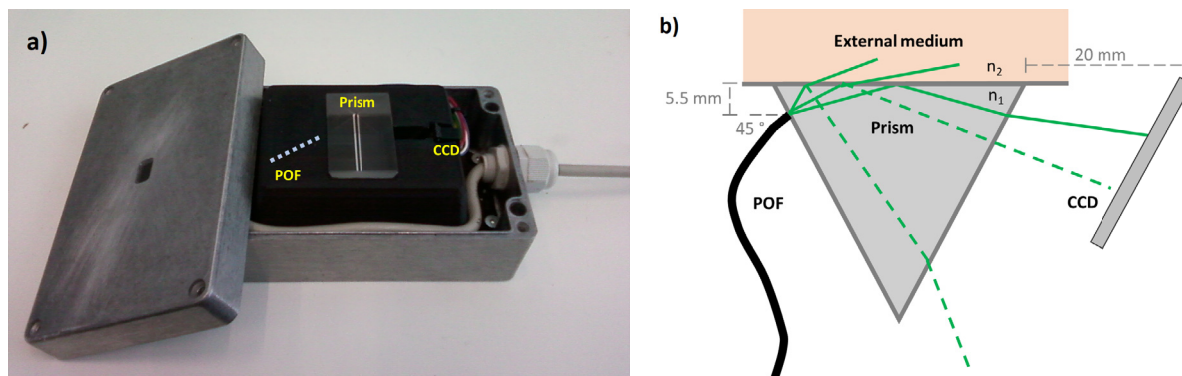 a)
Prism
CCD
POF
b)
External medium
20 mm
n2
5.5 mm
n1
45 °
Prism
POF
CCD